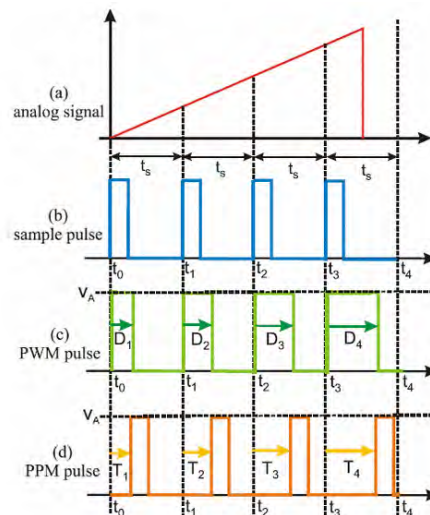 (a)
analog signal
ts ts ts ts
(b)
sample pulse
t0 t1 t2 t3 t4
VA
(c)
PWM pulse
D1 D2 D3 D4
t0 t1 t2 t3 t4
VA
(d)
PPM pulse
T1 T2 T3 T4
t0 t1 t2 t3 t4